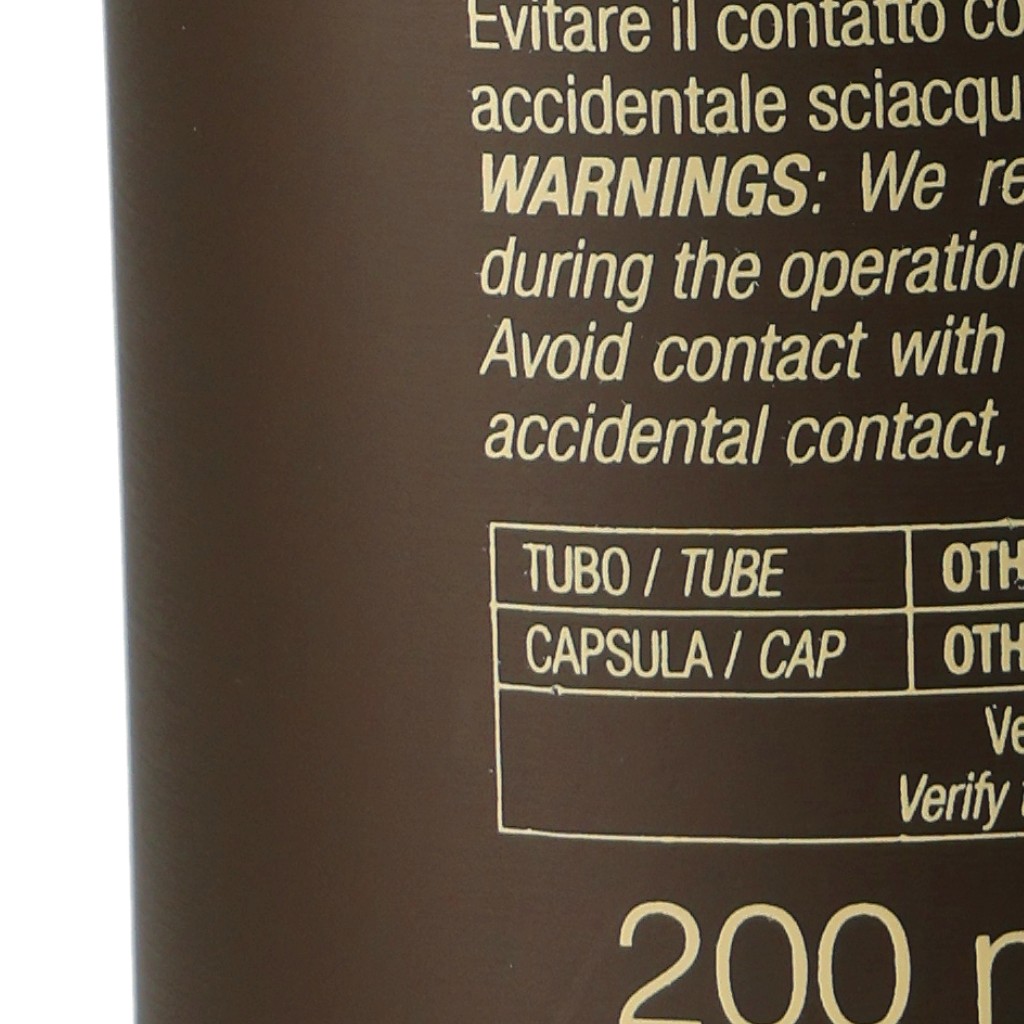 Evitare il contatto co
accidentale sciacqu
WARNINGS: We re
during the operation
Avoid contact with
accidental contact,
TUBO / TUBE OTH
CAPSULA / CAP OTH
Ve
Verify
200